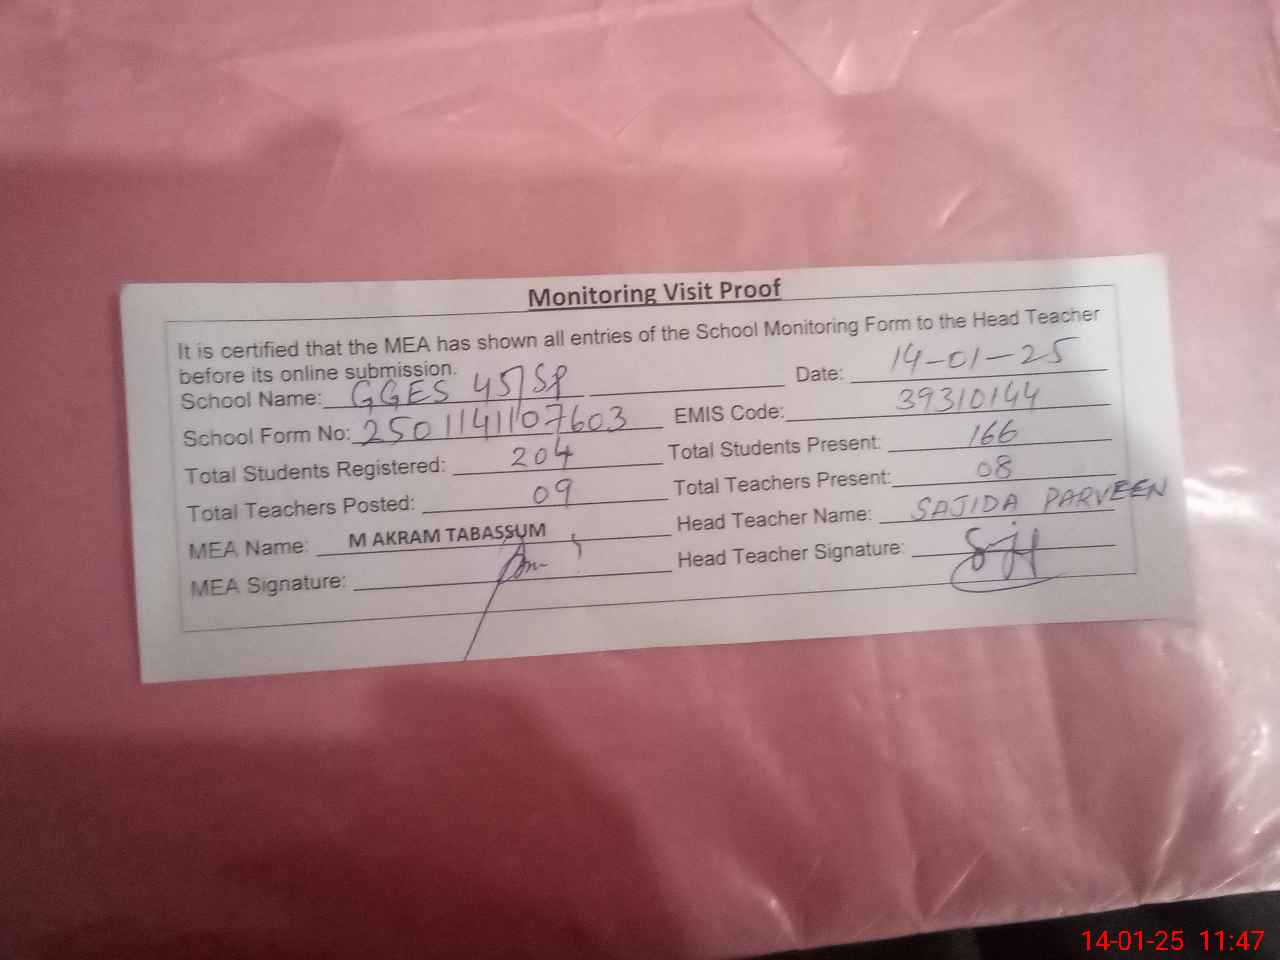 Monitoring Visit Proof
It is certified that the MEA has shown all entries of the School Monitoring Form to the Head Teacher
before its online submission.
School Name: GGES 45/SP Date: 14-01-25
School Form No: 2501141107603 EMIS Code: 39310144
Total Students Registered: 204 Total Students Present: 166
Total Teachers Posted: 09 Total Teachers Present: 08
MEA Name: M AKRAM TABASSUM Head Teacher Name: SAJIDA PARVEEN
MEA Signature: Head Teacher Signature:
14-01-25 11:47